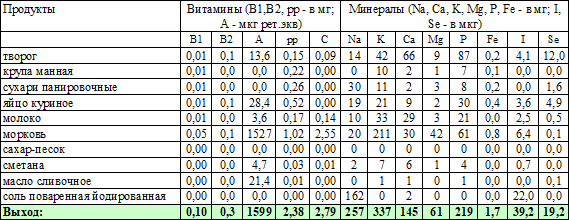 Продукты Витамины (B1,B2, pp - в мг; Минералы (Na, Ca, K, Mg, P, Fe - в мг; I,
A - мкг рет.экв) Se - в мкг)
B1 B2 A pp C Na K Ca Mg P Fe I Se
творог 0,01 0,1 13,6 0,15 0,09 14 42 66 9 87 0,2 4,1 12,0
крупа манная 0,01 0,0 0,0 0,22 0,00 0 10 2 1 7 0,1 0,0 0,0
сухари панировочные 0,01 0,0 0,0 0,26 0,00 30 11 2 3 8 0,2 0,0 1,6
яйцо куриное 0,01 0,1 28,4 0,52 0,00 19 21 9 2 30 0,4 3,6 4,9
молоко 0,01 0,0 3,6 0,17 0,14 10 33 29 3 21 0,0 2,5 0,5
морковь 0,05 0,1 1527 1,02 2,55 20 211 30 42 61 0,8 6,4 0,1
сахар-песок 0,00 0,0 0,0 0,00 0,00 0 0 0 0 0 0,0 0,0 0,0
сметана 0,00 0,0 4,7 0,03 0,01 2 7 6 1 4 0,0 0,7 0,0
масло сливочное 0,00 0,0 21,4 0,01 0,00 0 1 1 0 1 0,0 0,0 0,1
соль поваренная йодированная 0,00 0,0 0,0 0,00 0,00 162 0 2 0 0 0,0 22,0 0,0
Выход: 0,10 0,3 1599 2,38 2,79 257 337 145 61 219 1,7 39,2 19,2